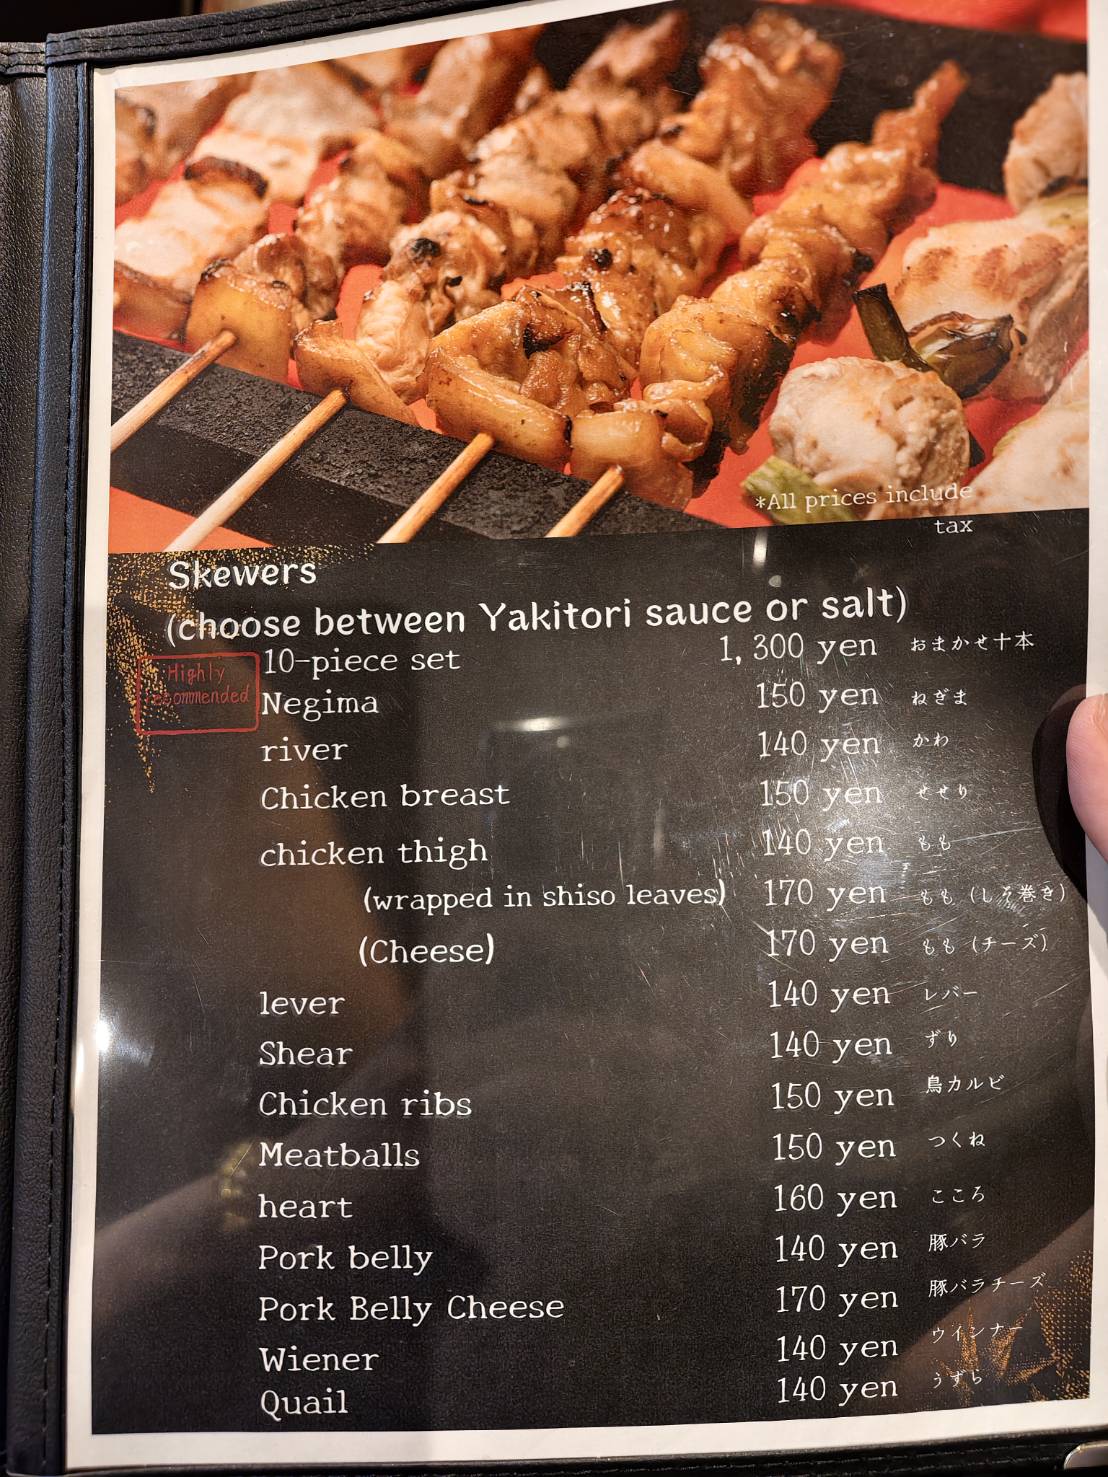 *All prices include
tax
Skewers
(choose between Yakitori sauce or salt)
Highly
recommended
10-piece set 1,300 yen おまかせ十本
Negima 150 yen ねぎま
river 140 yen かわ
Chicken breast 150 yen せせり
chicken thigh 140 yen もも
(wrapped in shiso leaves) 170 yen もも（しそ巻き）
(Cheese) 170 yen もも（チーズ）
lever 140 yen レバー
Shear 140 yen ずり
Chicken ribs 150 yen 鳥カルビ
Meatballs 150 yen つくね
heart 160 yen こころ
Pork belly 140 yen 豚バラ
Pork Belly Cheese 170 yen 豚バラチーズ
Wiener 140 yen ウインナー
Quail 140 yen うずら